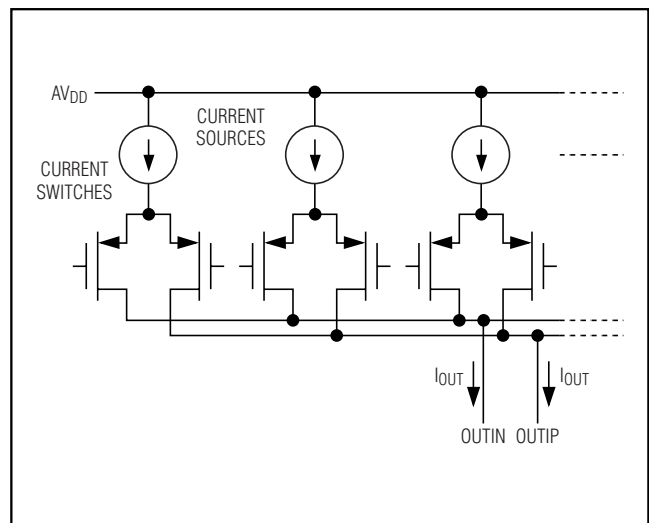 AVDD
CURRENT
SOURCES
CURRENT
SWITCHES
IOUT
IOUT
OUTIN OUTIP